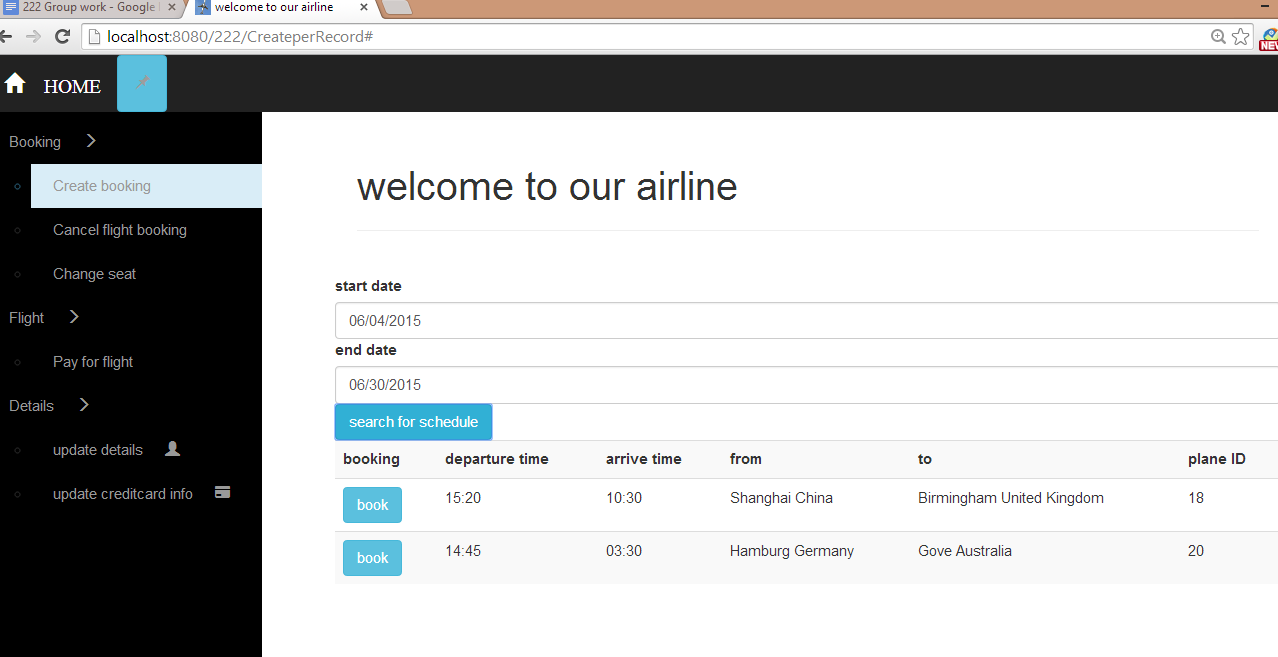 222 Group work - Google
welcome to our airline
localhost:8080/222/CreateperRecord#
NEW
HOME
Booking
Create booking
Cancel flight booking
Change seat
Flight
Pay for flight
Details
update details
update creditcard info
welcome to our airline
start date
06/04/2015
end date
06/30/2015
search for schedule
booking departure time arrive time from to plane ID
book 15:20 10:30 Shanghai China Birmingham United Kingdom 18
book 14:45 03:30 Hamburg Germany Gove Australia 20